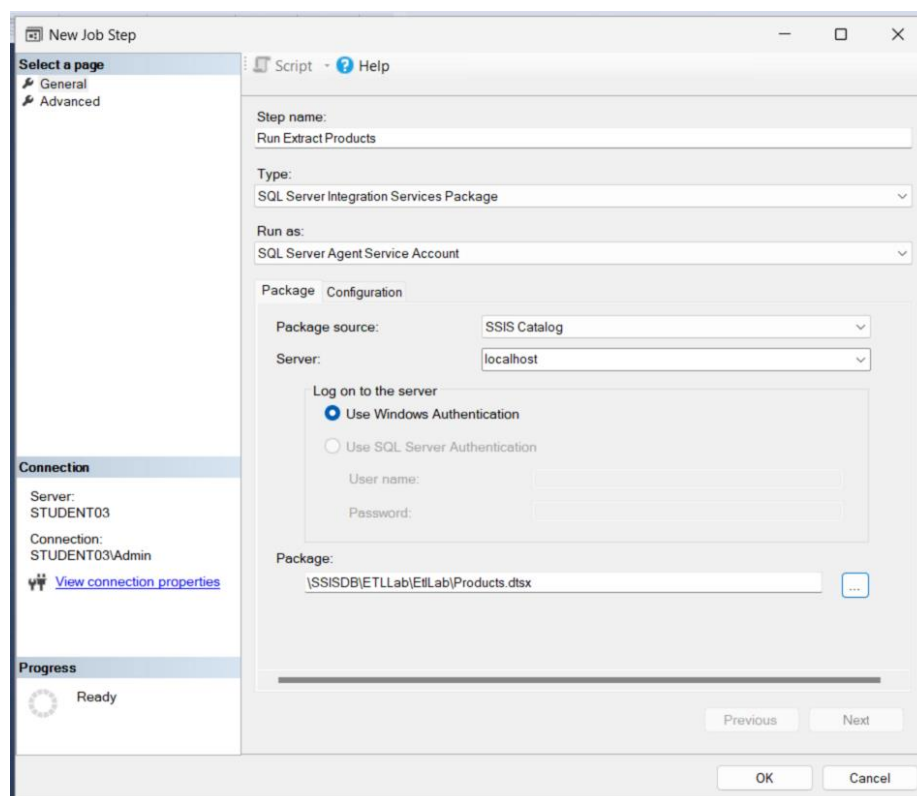 New Job Step
Select a page
General
Advanced
Script
Help
Step name:
Run Extract Products
Type:
SQL Server Integration Services Package
Run as:
SQL Server Agent Service Account
Package
Configuration
Package source:
SSIS Catalog
Server:
localhost
Log on to the server
Use Windows Authentication
Use SQL Server Authentication
User name:
Password:
Package:
\SSISDB\ETLLab\EtlLab\Products.dtsx
...
Connection
Server:
STUDENT03
Connection:
STUDENT03\Admin
View connection properties
Progress
Ready
Previous
Next
OK
Cancel